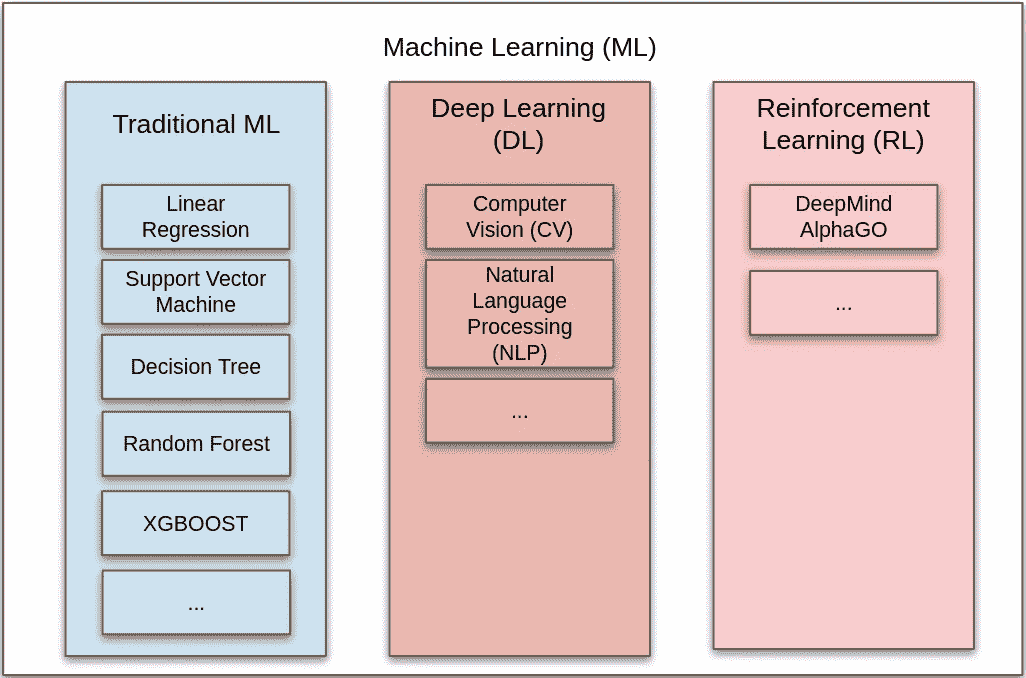 Machine Learning (ML)
Traditional ML
Linear
Regression
Support Vector
Machine
Decision Tree
Random Forest
XGBOOST
...
Deep Learning
(DL)
Computer
Vision (CV)
Natural
Language
Processing
(NLP)
...
Reinforcement
Learning (RL)
DeepMind
AlphaGO
...